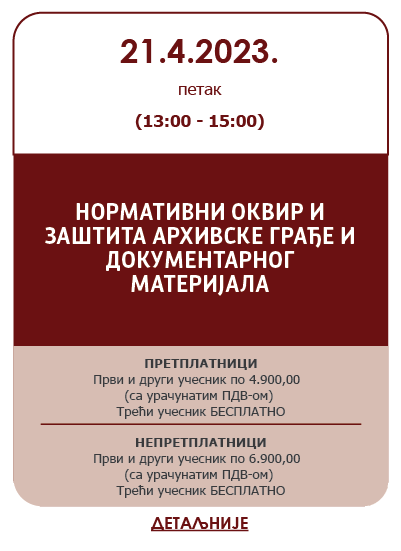 21.4.2023.
петак
(13:00 - 15:00)
НОРМАТИВНИ ОКВИР И
ЗАШТИТА АРХИВСКЕ ГРАЂЕ И
ДОКУМЕНТАРНОГ
МАТЕРИЈАЛА
ПРЕТПЛАТНИЦИ
Први и други учесник по 4.900,00
(са урачунатим ПДВ-ом)
Трећи учесник БЕСПЛАТНО
НЕПРЕТПЛАТНИЦИ
Први и други учесник по 6.900,00
(са урачунатим ПДВ-ом)
Трећи учесник БЕСПЛАТНО
ДЕТАЉНИЈЕ